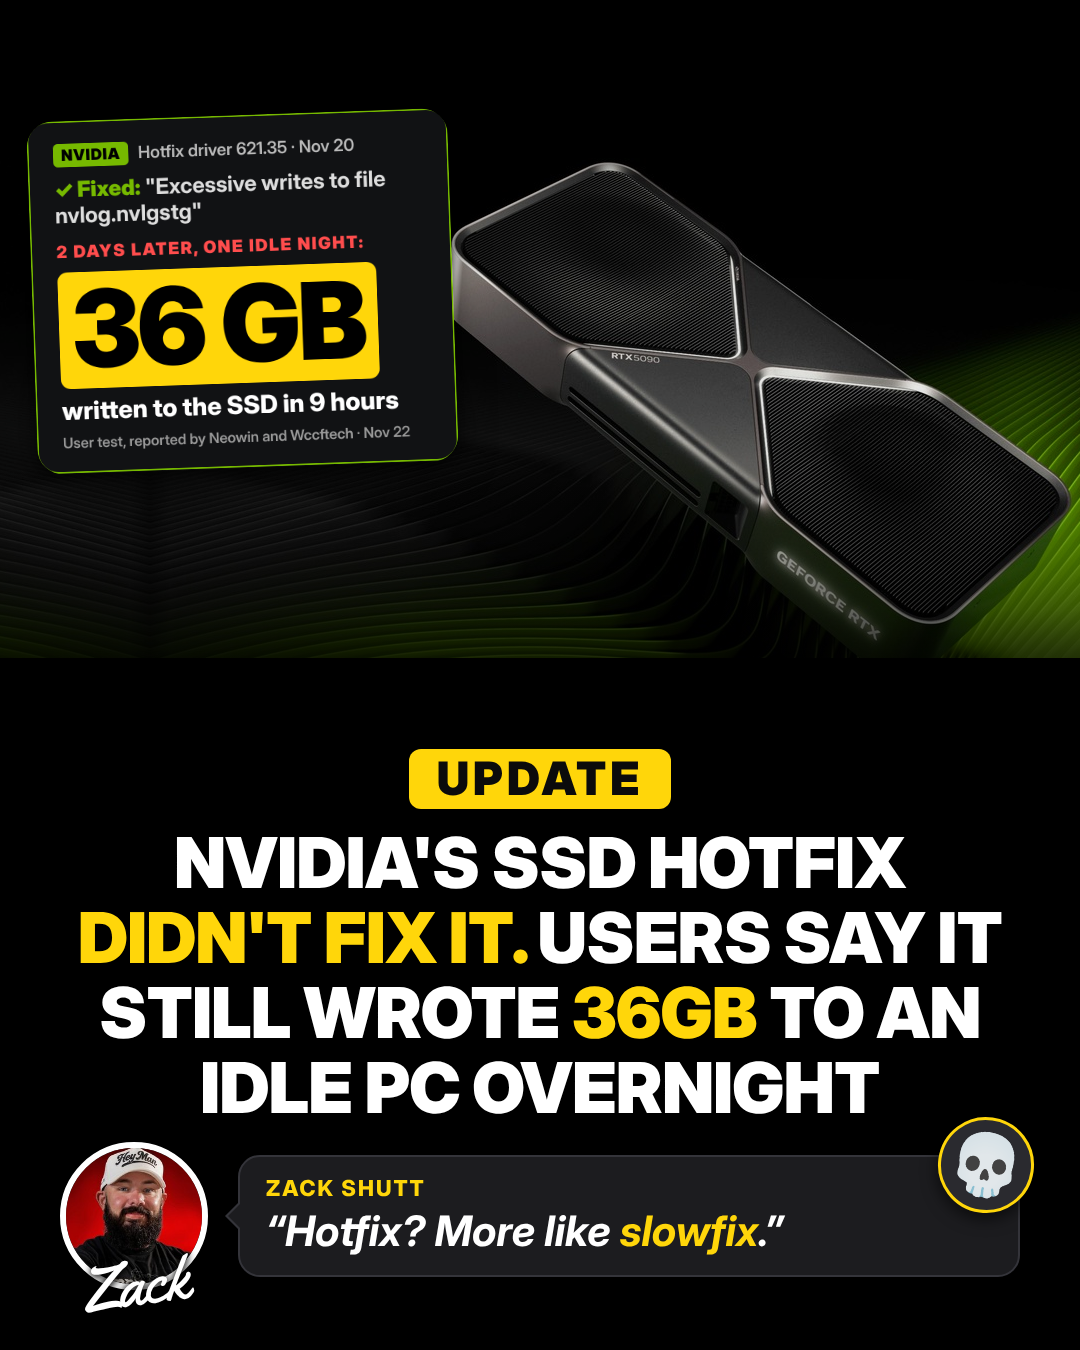 NVIDIA Hotfix driver 621.35 · Nov 20
✓ Fixed: "Excessive writes to file
nvlog.nvlgstg"
2 DAYS LATER, ONE IDLE NIGHT:
36 GB
written to the SSD in 9 hours
User test, reported by Neowin and Wccftech · Nov 22
RTX 5090
GEFORCE RTX
UPDATE
NVIDIA'S SSD HOTFIX
DIDN'T FIX IT. USERS SAY IT
STILL WROTE 36GB TO AN
IDLE PC OVERNIGHT
Hey Man
Zack
ZACK SHUTT
“Hotfix? More like slowfix.”